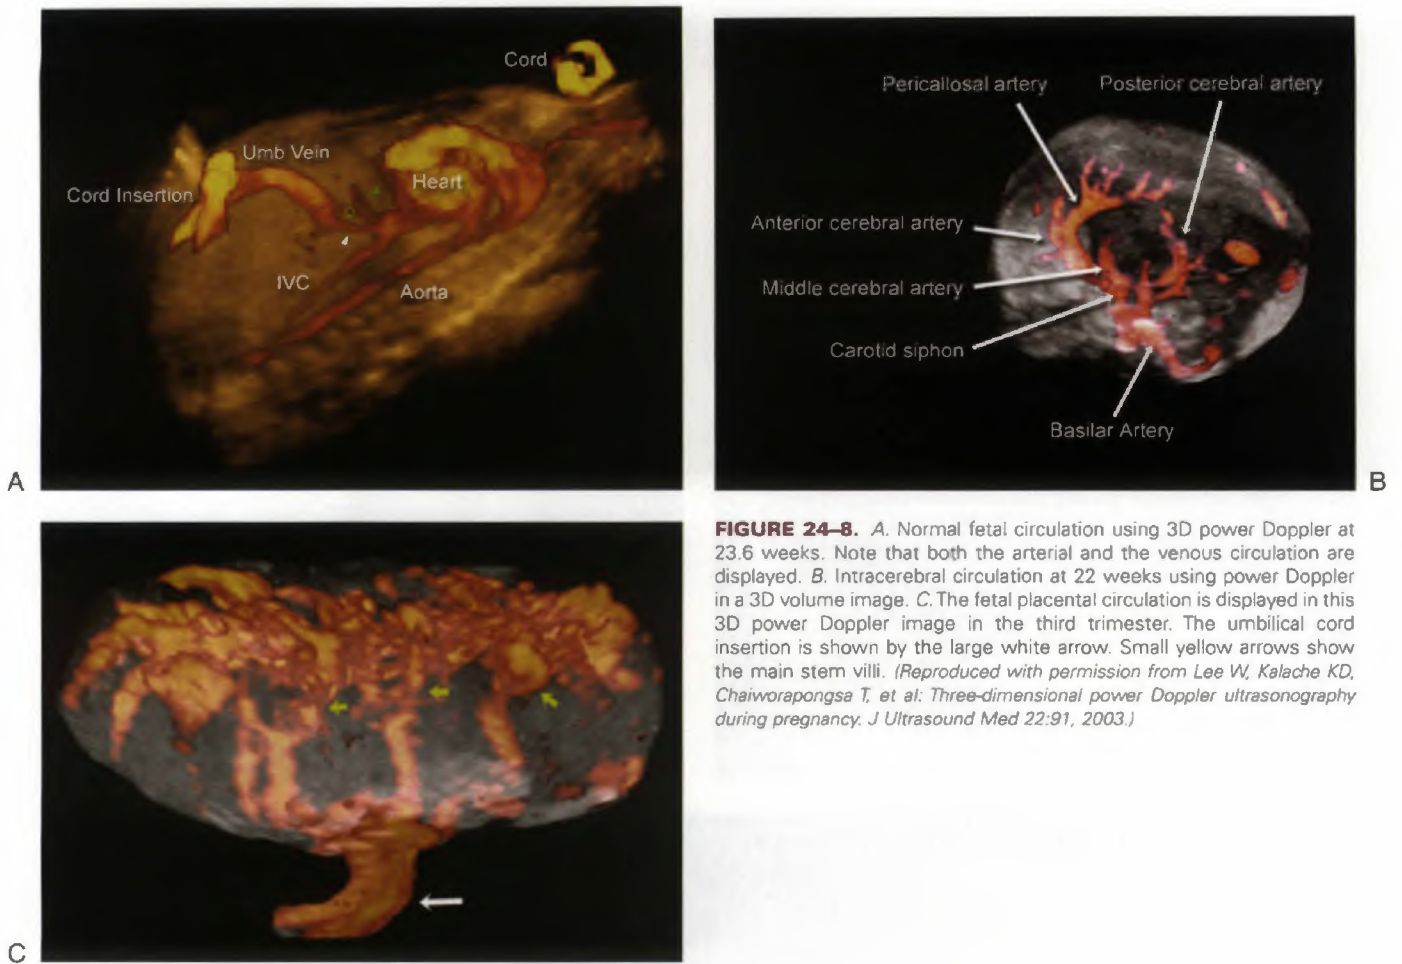 Cord
Umb Vein
Cord Insertion
Heart
IVC
Aorta
A
Pericallosal artery
Posterior cerebral artery
Anterior cerebral artery
Middle cerebral artery
Carotid siphon
Basilar Artery
B
FIGURE 24–8. A. Normal fetal circulation using 3D power Doppler at
23.6 weeks. Note that both the arterial and the venous circulation are
displayed. B. Intracerebral circulation at 22 weeks using power Doppler
in a 3D volume image. C. The fetal placental circulation is displayed in this
3D power Doppler image in the third trimester. The umbilical cord
insertion is shown by the large white arrow. Small yellow arrows show
the main stem villi. (Reproduced with permission from Lee W, Kalache KD,
Chaiworapongsa T, et al: Three-dimensional power Doppler ultrasonography
during pregnancy. J Ultrasound Med 22:91, 2003.)
C